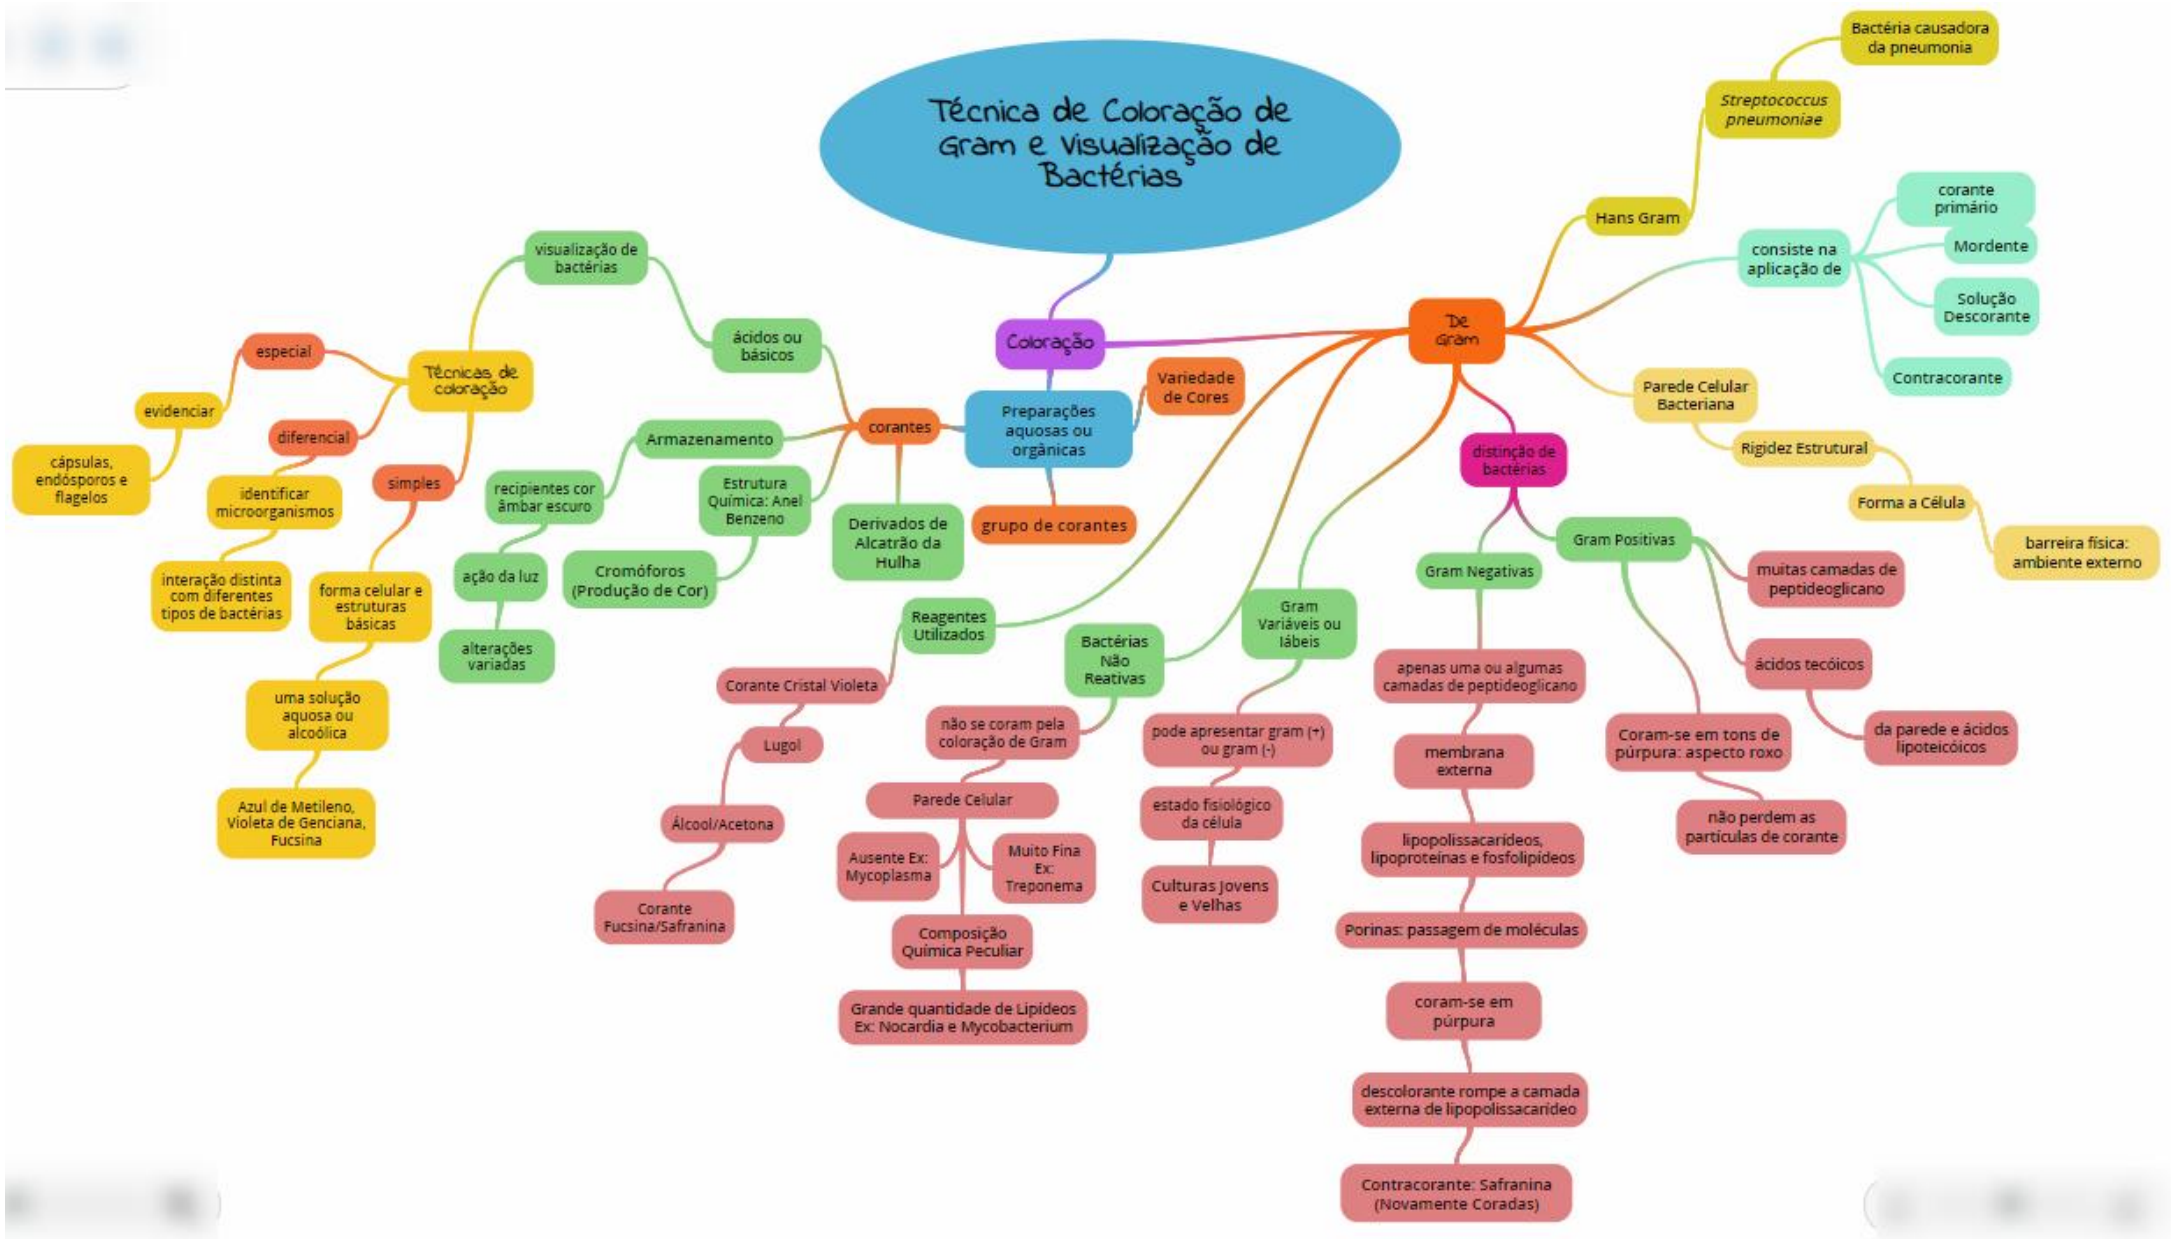 Técnica de Coloração de
Gram e Visualização de
Bactérias
Coloração
Preparações
aquosas ou
orgânicas
Variedade
de Cores
grupo de corantes
corantes
ácidos ou
básicos
visualização de
bactérias
Técnicas de
coloração
especial
evidenciar
cápsulas,
endósporos e
flagelos
diferencial
identificar
microorganismos
interação distinta
com diferentes
tipos de bactérias
simples
forma celular e
estruturas
básicas
uma solução
aquosa ou
alcoólica
Azul de Metileno,
Violeta de Genciana,
Fucsina
Armazenamento
recipientes cor
âmbar escuro
ação da luz
alterações
variadas
Estrutura
Química: Anel
Benzeno
Cromóforos
(Produção de Cor)
Derivados de
Alcatrão da
Hulha
De
Gram
Hans Gram
Streptococcus
pneumoniae
Bactéria causadora
da pneumonia
consiste na
aplicação de
corante
primário
Mordente
Solução
Descorante
Contracorante
Parede Celular
Bacteriana
Rigidez Estrutural
Forma a Célula
barreira física:
ambiente externo
distinção de
bactérias
Gram Positivas
muitas camadas de
peptideoglicano
ácidos tecóicos
da parede e ácidos
lipoteicóicos
Coram-se em tons de
púrpura: aspecto roxo
não perdem as
partículas de corante
Gram Negativas
apenas uma ou algumas
camadas de peptideoglicano
membrana
externa
lipopolissacarídeos,
lipoproteínas e fosfolipídeos
Porinas: passagem de moléculas
coram-se em
púrpura
descolorante rompe a camada
externa de lipopolissacarídeo
Contracorante: Safranina
(Novamente Coradas)
Gram
Variáveis ou
lábeis
pode apresentar gram (+)
ou gram (-)
estado fisiológico
da célula
Culturas Jovens
e Velhas
Bactérias
Não
Reativas
não se coram pela
coloração de Gram
Parede Celular
Ausente Ex:
Mycoplasma
Muito Fina
Ex:
Treponema
Composição
Química Peculiar
Grande quantidade de Lipídeos
Ex: Nocardia e Mycobacterium
Reagentes
Utilizados
Corante Cristal Violeta
Lugol
Álcool/Acetona
Corante
Fucsina/Safranina